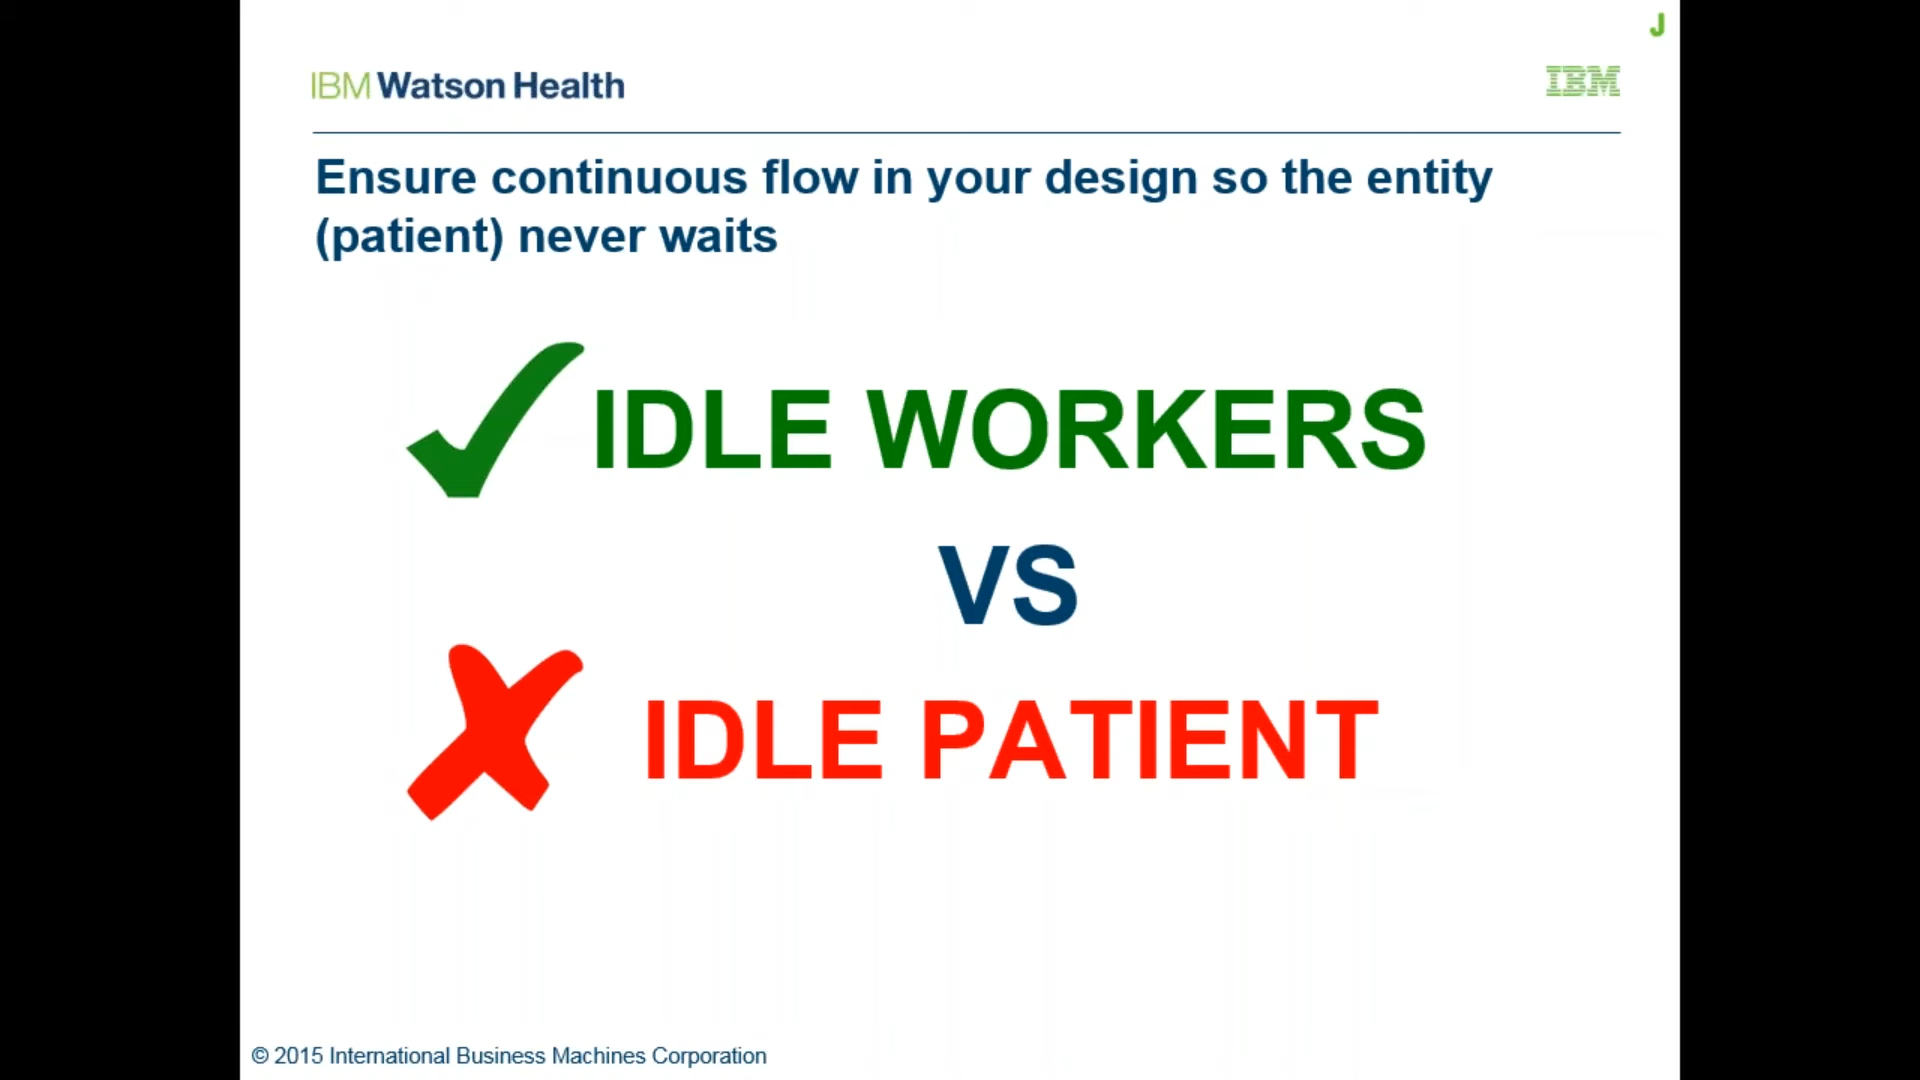 J
IBM Watson Health
IBM
Ensure continuous flow in your design so the entity
(patient) never waits
IDLE WORKERS
VS
IDLE PATIENT
© 2015 International Business Machines Corporation